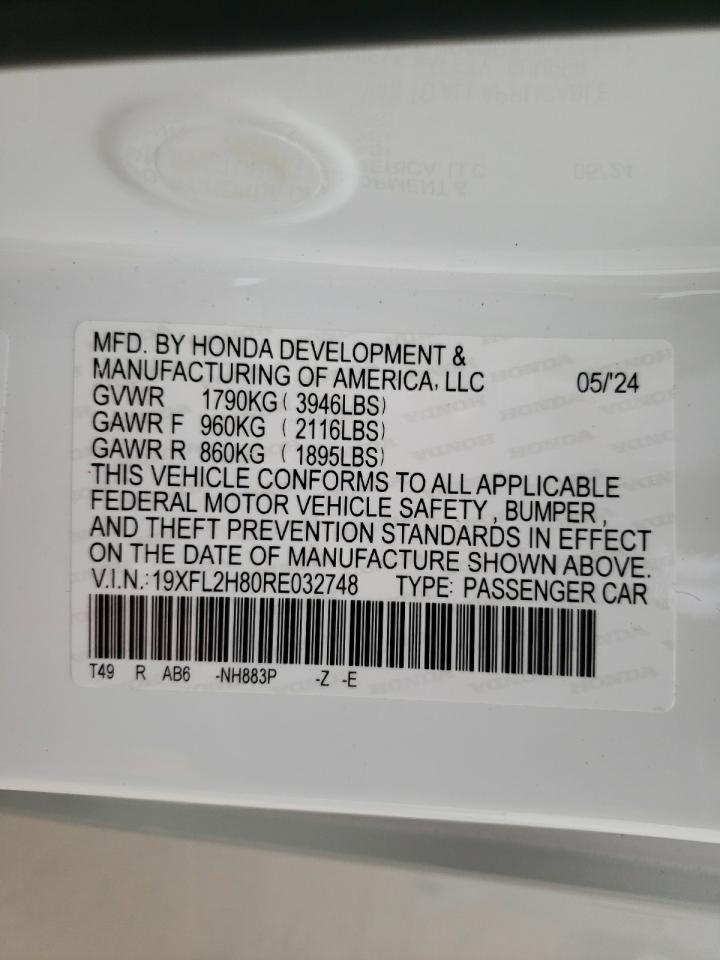 MFD. BY HONDA DEVELOPMENT &
MANUFACTURING OF AMERICA, LLC 05/'24
GVWR 1790KG ( 3946LBS)
GAWR F 960KG ( 2116LBS)
GAWR R 860KG ( 1895LBS)
THIS VEHICLE CONFORMS TO ALL APPLICABLE
FEDERAL MOTOR VEHICLE SAFETY , BUMPER ,
AND THEFT PREVENTION STANDARDS IN EFFECT
ON THE DATE OF MANUFACTURE SHOWN ABOVE.
V.I.N.:19XFL2H80RE032748 TYPE: PASSENGER CAR
T49 R AB6 -NH883P -Z -E